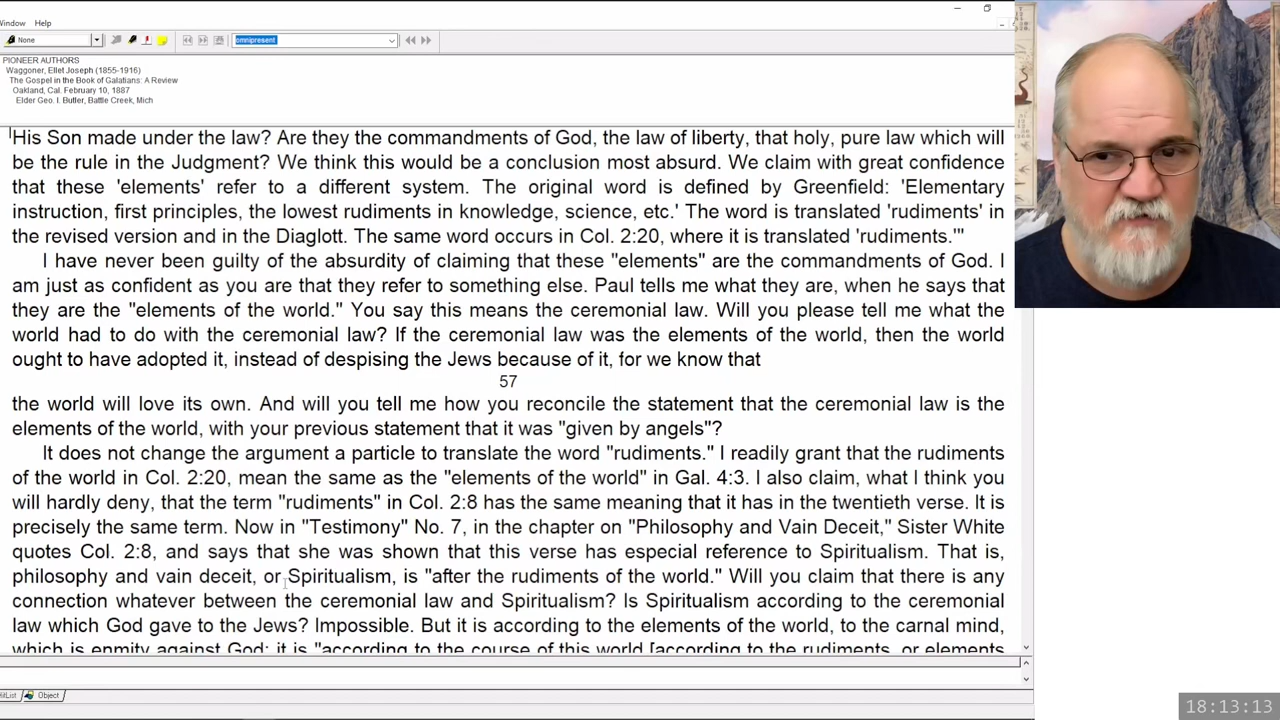 Window Help
None
omnipresent
PIONEER AUTHORS
Waggoner, Ellet Joseph (1855-1916)
The Gospel in the Book of Galatians: A Review
Oakland, Cal. February 10, 1887
Elder Geo. I. Butler, Battle Creek, Mich
His Son made under the law? Are they the commandments of God, the law of liberty, that holy, pure law which will
be the rule in the Judgment? We think this would be a conclusion most absurd. We claim with great confidence
that these 'elements' refer to a different system. The original word is defined by Greenfield: 'Elementary
instruction, first principles, the lowest rudiments in knowledge, science, etc.' The word is translated 'rudiments' in
the revised version and in the Diaglott. The same word occurs in Col. 2:20, where it is translated 'rudiments.'"
I have never been guilty of the absurdity of claiming that these "elements" are the commandments of God. I
am just as confident as you are that they refer to something else. Paul tells me what they are, when he says that
they are the "elements of the world." You say this means the ceremonial law. Will you please tell me what the
world had to do with the ceremonial law? If the ceremonial law was the elements of the world, then the world
ought to have adopted it, instead of despising the Jews because of it, for we know that
57
the world will love its own. And will you tell me how you reconcile the statement that the ceremonial law is the
elements of the world, with your previous statement that it was "given by angels"?
It does not change the argument a particle to translate the word "rudiments." I readily grant that the rudiments
of the world in Col. 2:20, mean the same as the "elements of the world" in Gal. 4:3. I also claim, what I think you
will hardly deny, that the term "rudiments" in Col. 2:8 has the same meaning that it has in the twentieth verse. It is
precisely the same term. Now in "Testimony" No. 7, in the chapter on "Philosophy and Vain Deceit," Sister White
quotes Col. 2:8, and says that she was shown that this verse has especial reference to Spiritualism. That is,
philosophy and vain deceit, or Spiritualism, is "after the rudiments of the world." Will you claim that there is any
connection whatever between the ceremonial law and Spiritualism? Is Spiritualism according to the ceremonial
law which God gave to the Jews? Impossible. But it is according to the elements of the world, to the carnal mind,
which is enmity against God; it is "according to the course of this world [according to the rudiments, or elements
Object
18:13:13